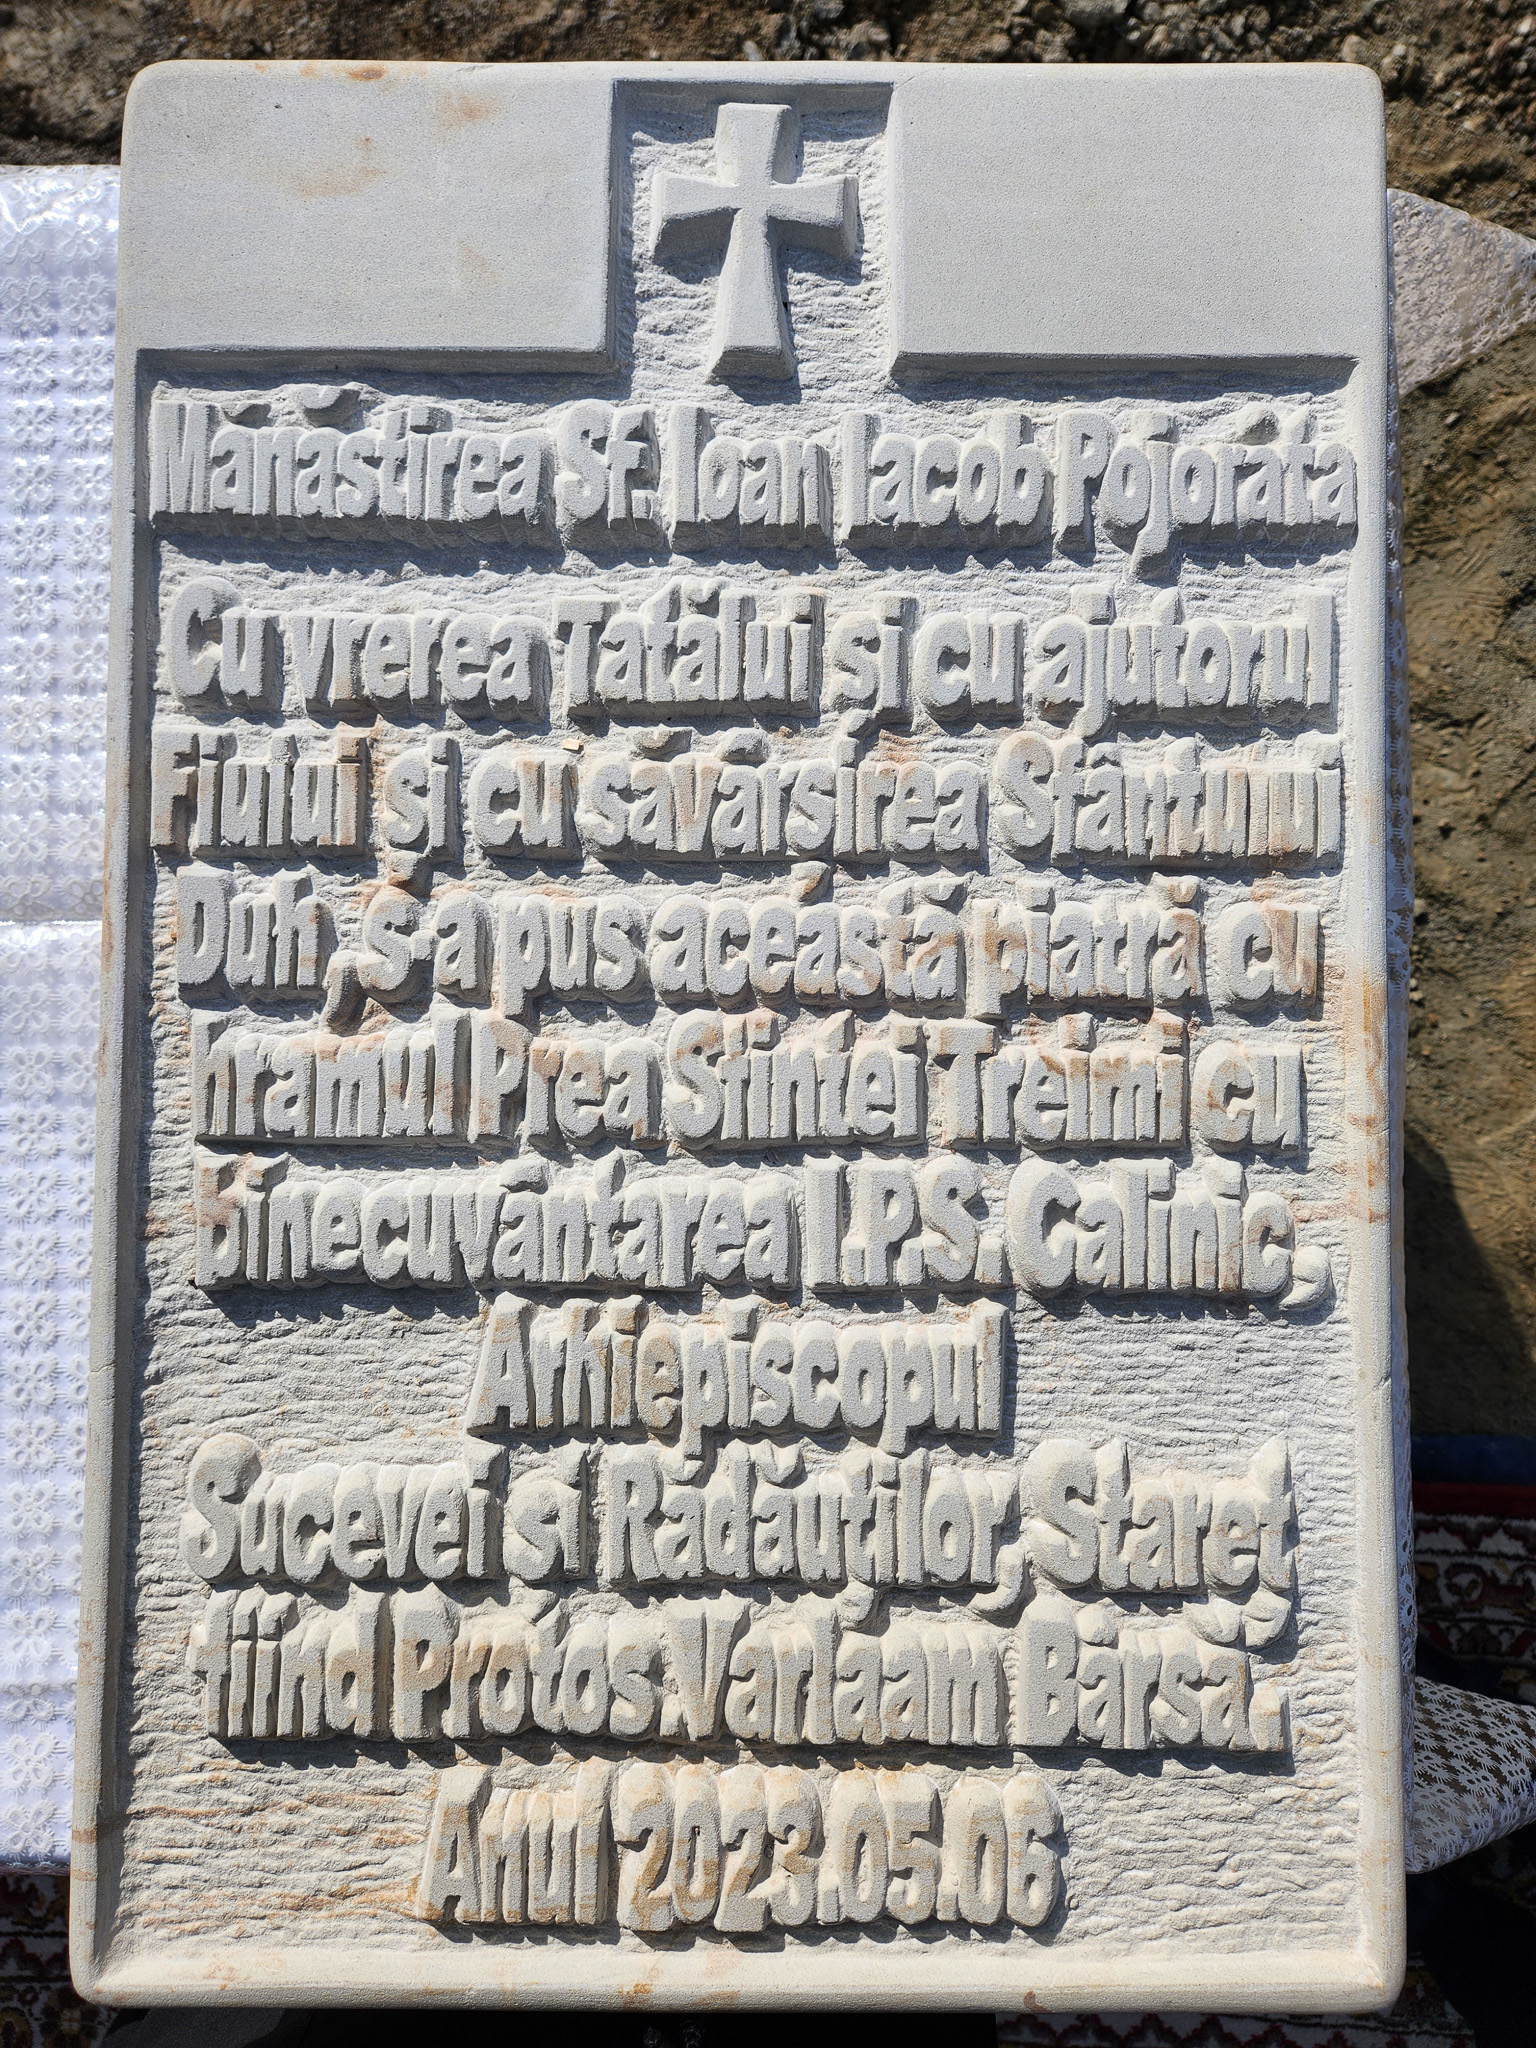 Mănăstirea Sf. Ioan Iacob Pojorâta
Cu vrerea Tatălui și cu ajutorul
Fiului și cu săvârșirea Sfântului
Duh, s-a pus această piatră cu
hramul Prea Sfintei Treimi cu
binecuvântarea Î.P.S. Calinic,
Arhiepiscopul
Sucevei și Rădăuților, Stareț
fiind Protos.Varlaam Bârsa.
Anul 2023.05.06